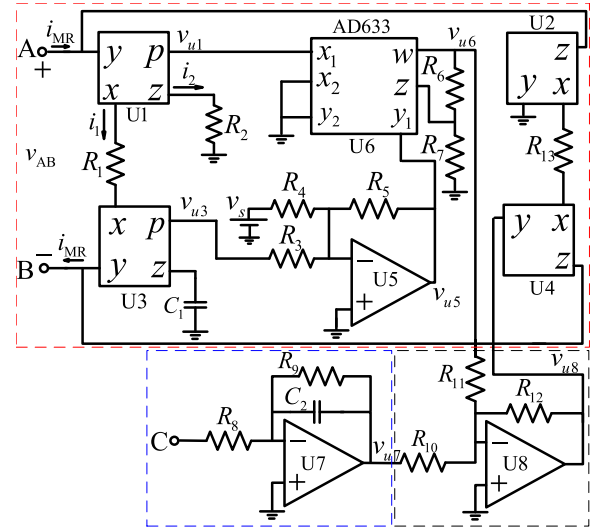 A
+
i_MR
y p
x z
U1
v_u1
i_2
R_2
i_1
R_1
v_AB
AD633
x_1 w
x_2 z
y_2 y_1
U6
v_u6
R_6
R_7
U2
z
y x
R_13
y x
z
U4
B
−
i_MR
x p
y z
U3
v_u3
C_1
v_s
R_4
R_5
R_3
−
+
U5
v_u5
C
R_8
R_9
C_2
−
+
U7
v_u7
R_10
R_11
R_12
−
+
U8
v_u8